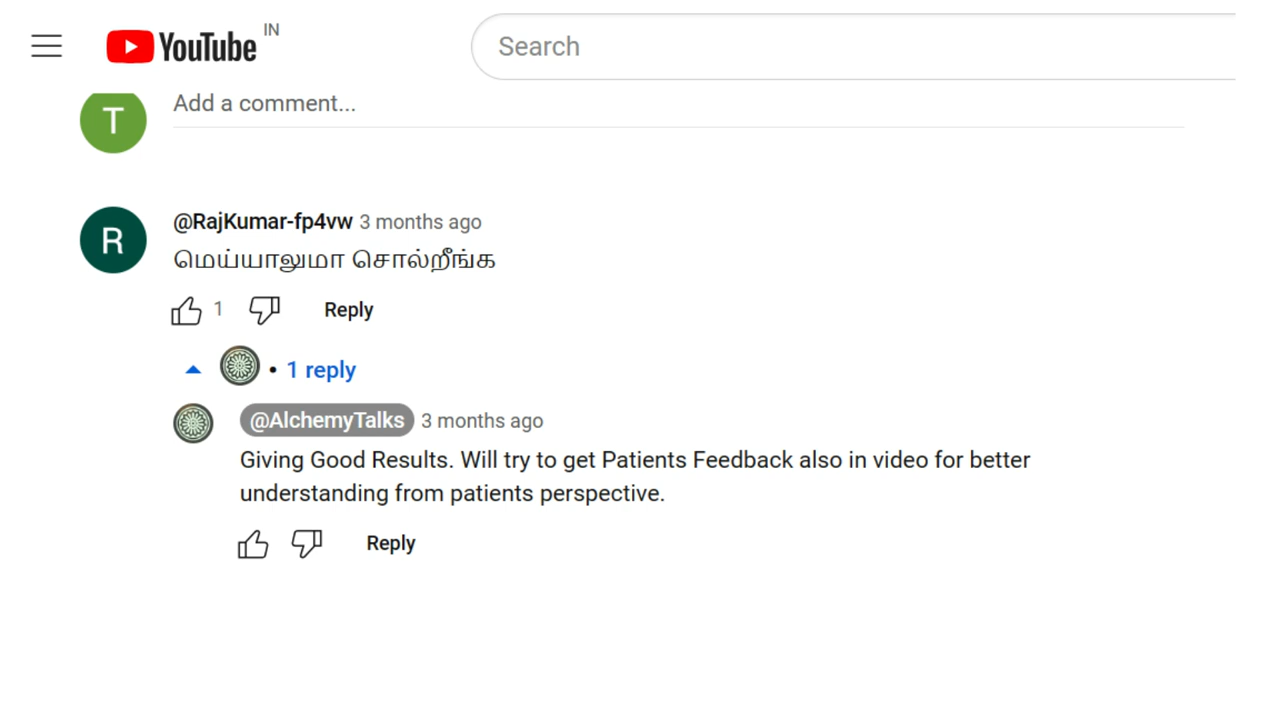 YouTube IN
Search
T
Add a comment...
R
@RajKumar-fp4vw 3 months ago
மெய்யாலுமா சொல்றீங்க
1 Reply
• 1 reply
@AlchemyTalks 3 months ago
Giving Good Results. Will try to get Patients Feedback also in video for better
understanding from patients perspective.
Reply